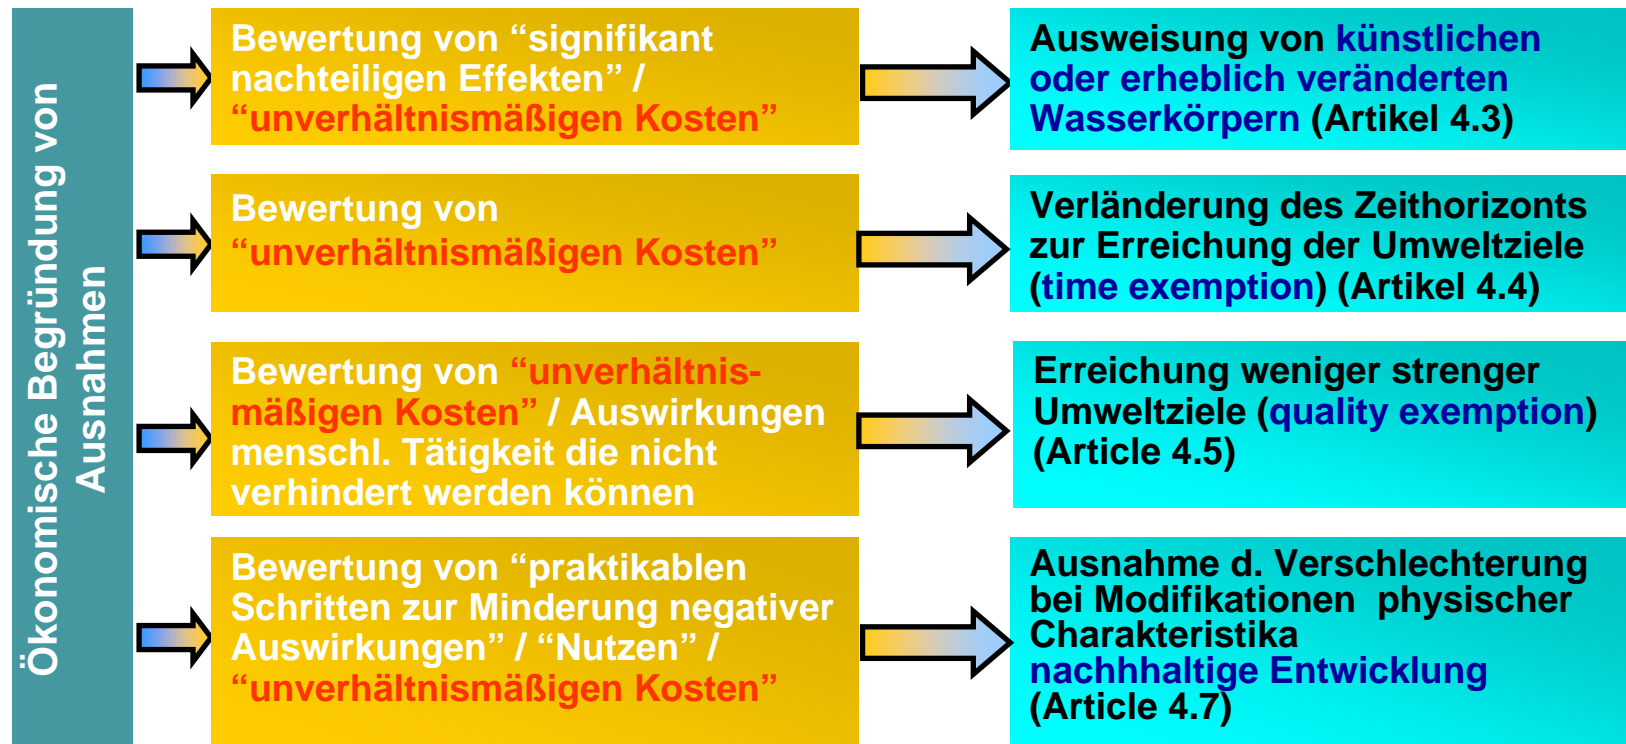 Ökonomische Begründung von
Ausnahmen
Bewertung von “signifikant
nachteiligen Effekten” /
“unverhältnismäßigen Kosten”
Ausweisung von künstlichen
oder erheblich veränderten
Wasserkörpern (Artikel 4.3)
Bewertung von
“unverhältnismäßigen Kosten”
Verländerung des Zeithorizonts
zur Erreichung der Umweltziele
(time exemption) (Artikel 4.4)
Bewertung von “unverhältnis-
mäßigen Kosten” / Auswirkungen
menschl. Tätigkeit die nicht
verhindert werden können
Erreichung weniger strenger
Umweltziele (quality exemption)
(Article 4.5)
Bewertung von “praktikablen
Schritten zur Minderung negativer
Auswirkungen” / “Nutzen” /
“unverhältnismäßigen Kosten”
Ausnahme d. Verschlechterung
bei Modifikationen physischer
Charakteristika
nachhhaltige Entwicklung
(Article 4.7)